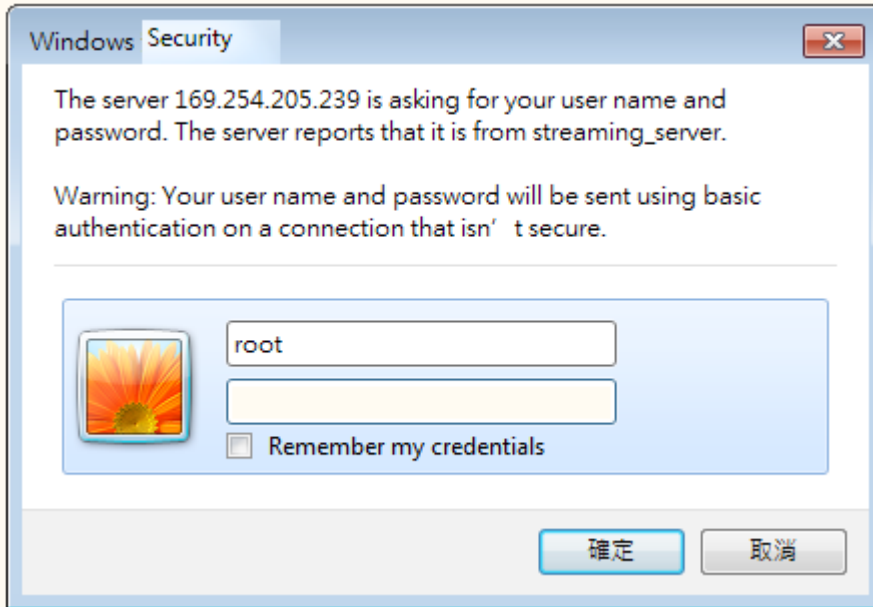 Windows Security
The server 169.254.205.239 is asking for your user name and
password. The server reports that it is from streaming_server.
Warning: Your user name and password will be sent using basic
authentication on a connection that isn’ t secure.
root
Remember my credentials
確定 取消